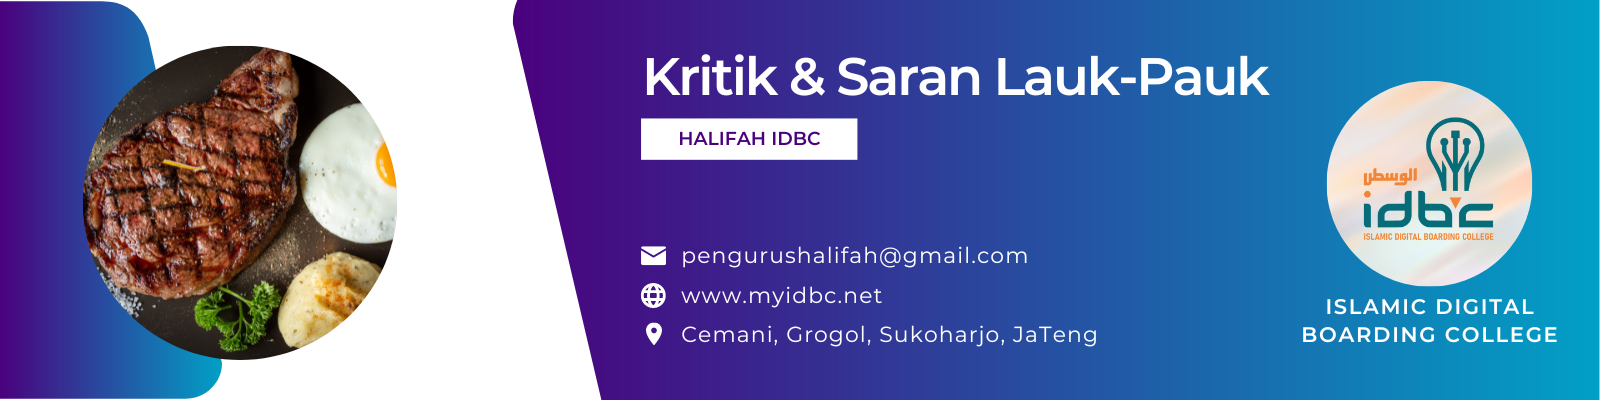 Kritik & Saran Lauk-Pauk
HALIFAH IDBC
pengurushalifah@gmail.com
www.myidbc.net
Cemani, Grogol, Sukoharjo, JaTeng
الوسطى
idbc
ISLAMIC DIGITAL BOARDING COLLEGE
ISLAMIC DIGITAL
BOARDING COLLEGE